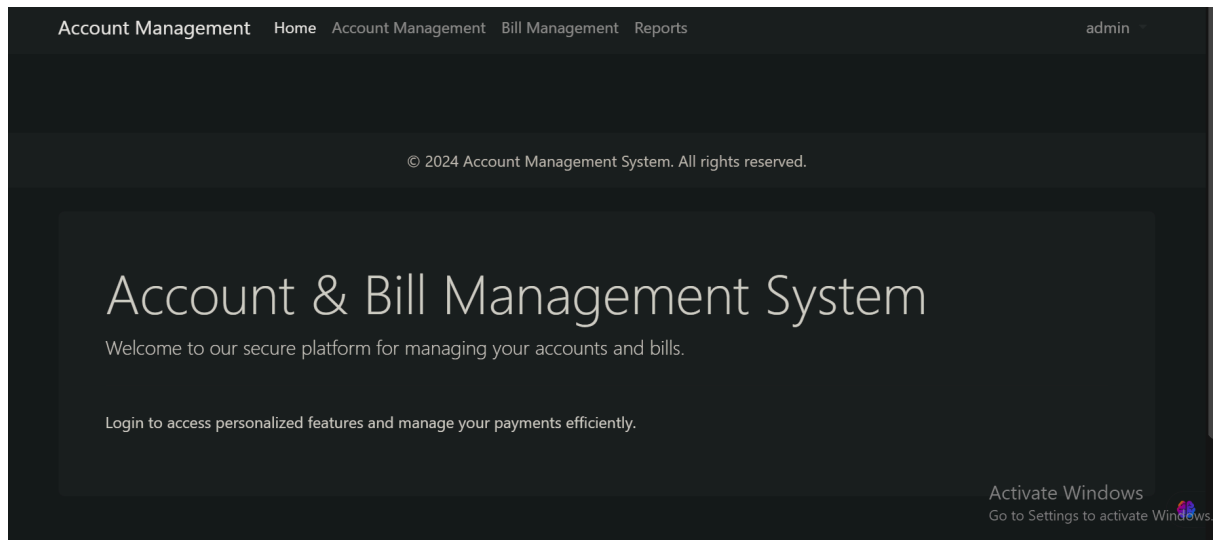 Account Management Home Account Management Bill Management Reports admin
© 2024 Account Management System. All rights reserved.
Account & Bill Management System
Welcome to our secure platform for managing your accounts and bills.
Login to access personalized features and manage your payments efficiently.
Activate Windows
Go to Settings to activate Windows.